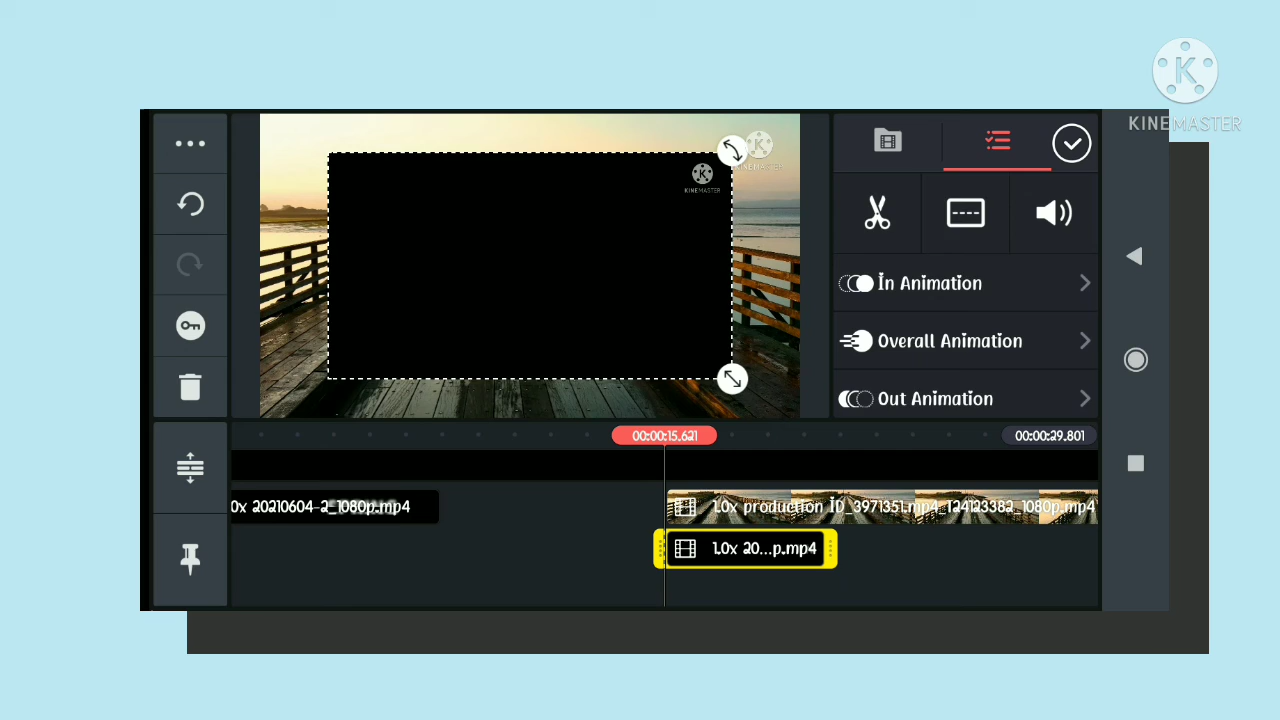 KINEMASTER
KINEMASTER
KINEMASTER
İn Animation
Overall Animation
Out Animation
00:00:15.621
00:00:29.801
0x 20210604-2_1080p.mp4
1.0x production İD_3971351.mp4_124123382_1080p.mp4
1.0x 20...p.mp4